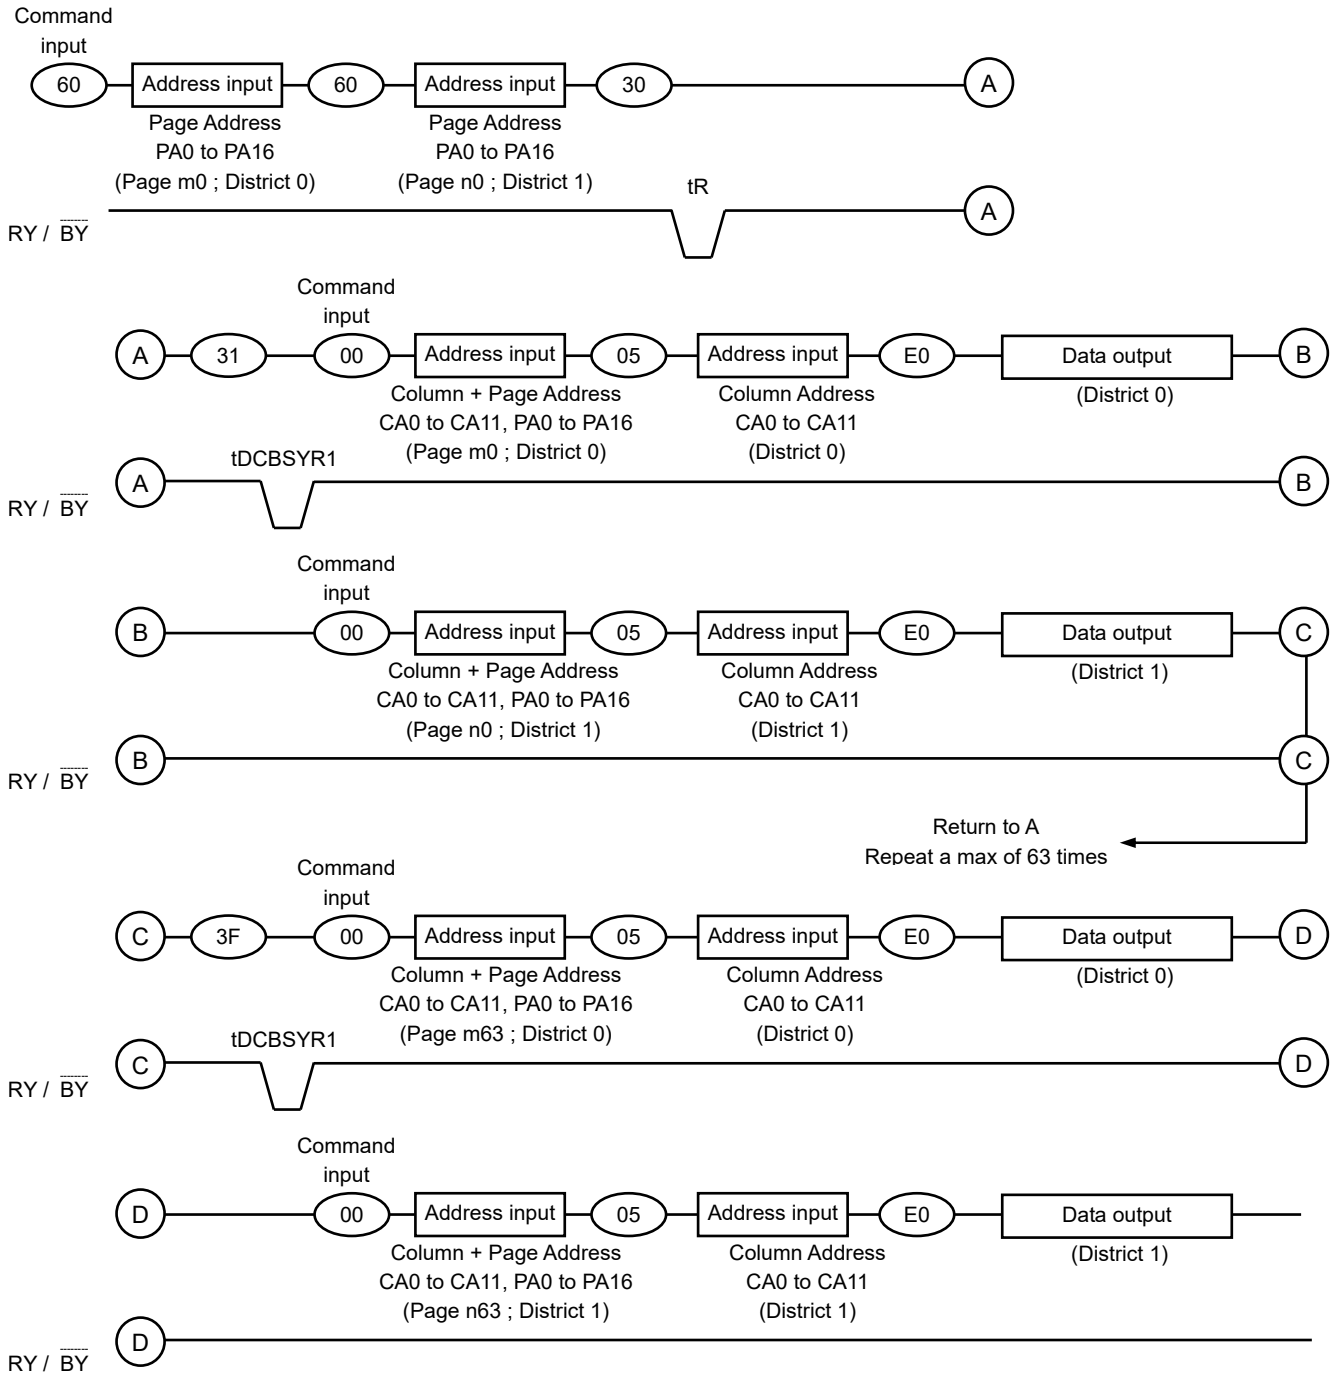 Command
input
60 Address input 60 Address input 30 A
Page Address Page Address
PA0 to PA16 PA0 to PA16
(Page m0 ; District 0) (Page n0 ; District 1)
tR
RY / BY A
Command
input
A 31 00 Address input 05 Address input E0 Data output B
Column + Page Address Column Address (District 0)
CA0 to CA11, PA0 to PA16 CA0 to CA11
(Page m0 ; District 0) (District 0)
tDCBSYR1
RY / BY A B
Command
input
B 00 Address input 05 Address input E0 Data output C
Column + Page Address Column Address (District 1)
CA0 to CA11, PA0 to PA16 CA0 to CA11
(Page n0 ; District 1) (District 1)
RY / BY B C
Return to A
Repeat a max of 63 times
Command
input
C 3F 00 Address input 05 Address input E0 Data output D
Column + Page Address Column Address (District 0)
CA0 to CA11, PA0 to PA16 CA0 to CA11
(Page m63 ; District 0) (District 0)
tDCBSYR1
RY / BY C D
Command
input
D 00 Address input 05 Address input E0 Data output
Column + Page Address Column Address (District 1)
CA0 to CA11, PA0 to PA16 CA0 to CA11
(Page n63 ; District 1) (District 1)
RY / BY D